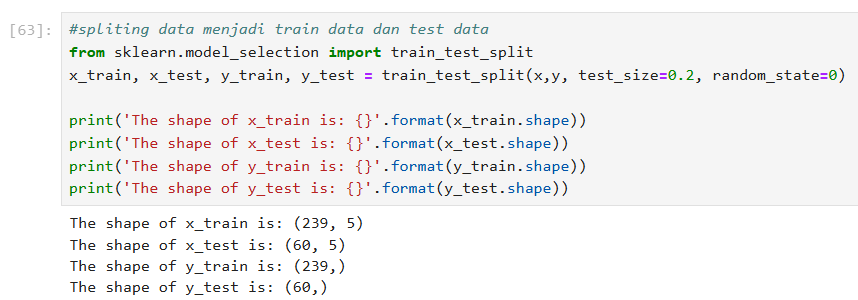 [63]:
#spliting data menjadi train data dan test data
from sklearn.model_selection import train_test_split
x_train, x_test, y_train, y_test = train_test_split(x,y, test_size=0.2, random_state=0)
print('The shape of x_train is: {}'.format(x_train.shape))
print('The shape of x_test is: {}'.format(x_test.shape))
print('The shape of y_train is: {}'.format(y_train.shape))
print('The shape of y_test is: {}'.format(y_test.shape))
The shape of x_train is: (239, 5)
The shape of x_test is: (60, 5)
The shape of y_train is: (239,)
The shape of y_test is: (60,)